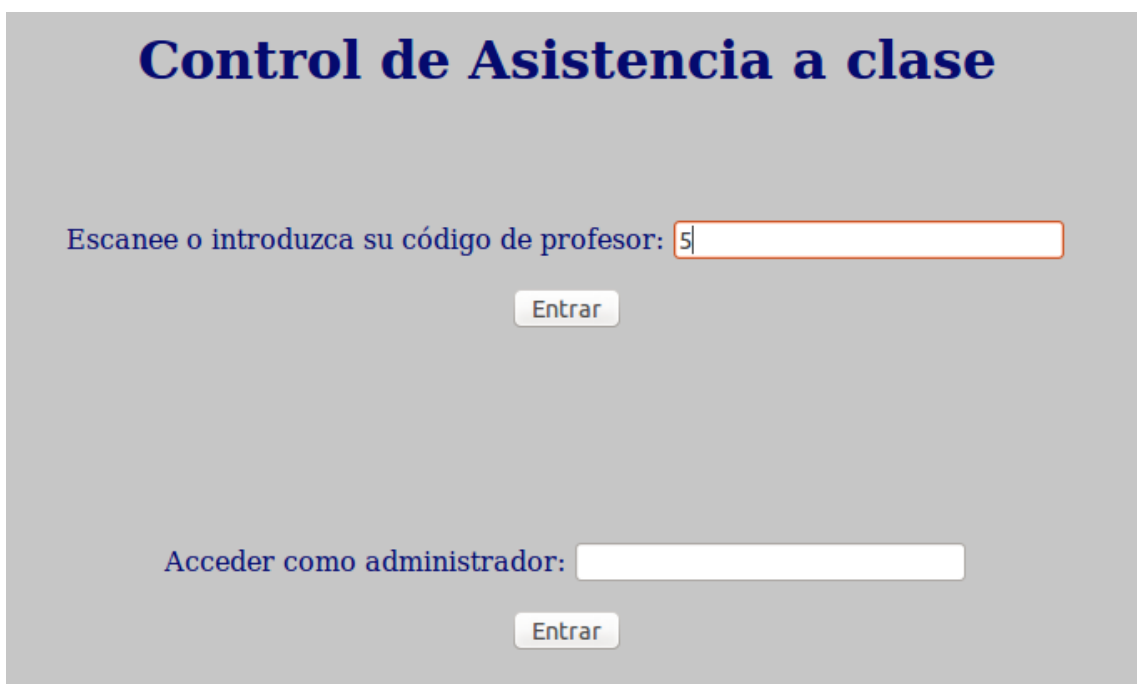 Control de Asistencia a clase
Escanee o introduzca su código de profesor: 5
Entrar
Acceder como administrador:
Entrar